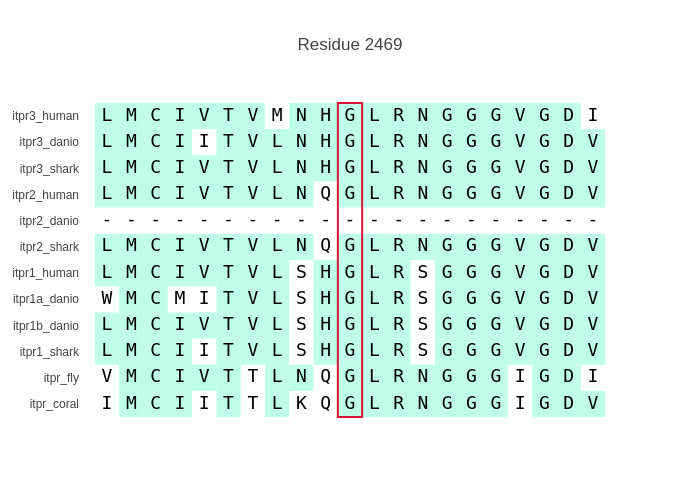 Residue 2469
itpr3_human L M C I V T V M N H G L R N G G G V G D I
itpr3_danio L M C I I T V L N H G L R N G G G V G D V
itpr3_shark L M C I V T V L N H G L R N G G G V G D V
itpr2_human L M C I V T V L N Q G L R N G G G V G D V
itpr2_danio - - - - - - - - - - - - - - - - - - - - -
itpr2_shark L M C I V T V L N Q G L R N G G G V G D V
itpr1_human L M C I V T V L S H G L R S G G G V G D V
itpr1a_danio W M C M I T V L S H G L R S G G G V G D V
itpr1b_danio L M C I V T V L S H G L R S G G G V G D V
itpr1_shark L M C I I T V L S H G L R S G G G V G D V
itpr_fly V M C I V T T L N Q G L R N G G G I G D I
itpr_coral I M C I I T T L K Q G L R N G G G I G D V